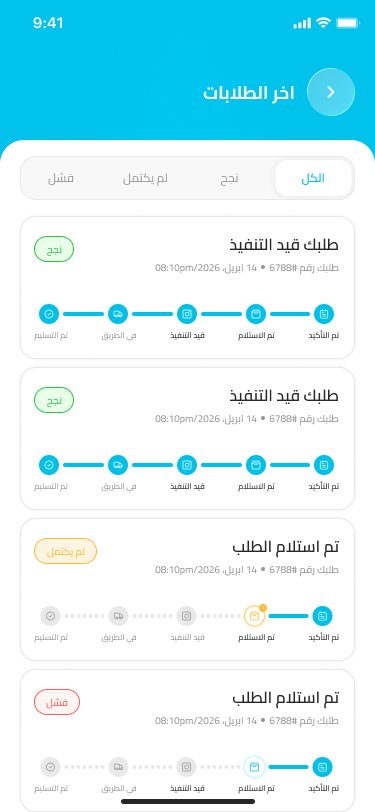 9:41
اخر الطلابات
الكل نجح لم يكتمل فشل
طلبك قيد التنفيذ
نجح
طلبك رقم #6788 • 14 ابريل، 2026/08:10pm
تم التأكيد تم الاستلام قيد التنفيذ في الطريق تم التسليم
طلبك قيد التنفيذ
نجح
طلبك رقم #6788 • 14 ابريل، 2026/08:10pm
تم التأكيد تم الاستلام قيد التنفيذ في الطريق تم التسليم
تم استلام الطلب
لم يكتمل
طلبك رقم #6788 • 14 ابريل، 2026/08:10pm
تم التأكيد تم الاستلام قيد التنفيذ في الطريق تم التسليم
تم استلام الطلب
فشل
طلبك رقم #6788 • 14 ابريل، 2026/08:10pm
تم التأكيد تم الاستلام قيد التنفيذ في الطريق تم التسليم